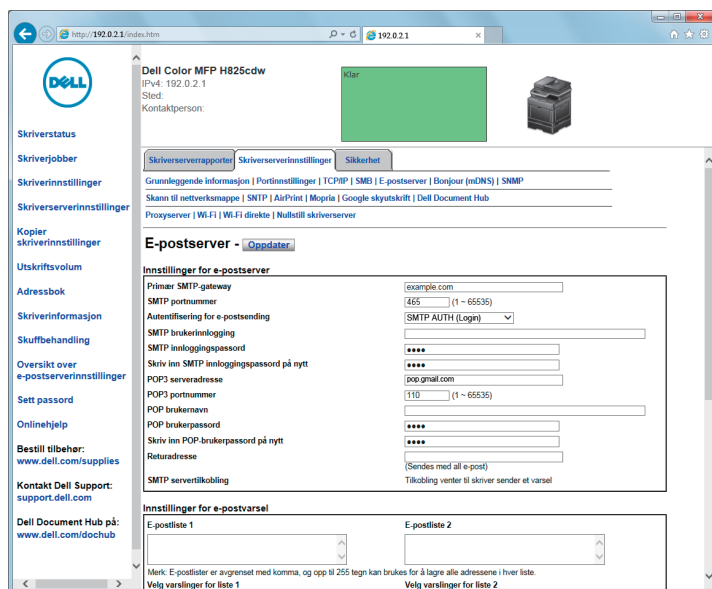 http://192.0.2.1/index.htm
192.0.2.1
DELL
Dell Color MFP H825cdw
IPv4: 192.0.2.1
Sted:
Kontaktperson:
Klar
Skriverstatus
Skriverjobber
Skriverinnstillinger
Skriverserverinnstillinger
Kopier
skriverinnstillinger
Utskriftsvolum
Adressbok
Skriverinformasjon
Skuffbehandling
Oversikt over
e-postserverinnstillinger
Sett passord
Onlinehjelp
Bestill tilbehør:
www.dell.com/supplies
Kontakt Dell Support:
support.dell.com
Dell Document Hub på:
www.dell.com/dochub
Skriverserverrapporter Skriverserverinnstillinger Sikkerhet
Grunnleggende informasjon | Portinnstillinger | TCP/IP | SMB | E-postserver | Bonjour (mDNS) | SNMP
Skann til nettverksmappe | SNTP | AirPrint | Mopria | Google skyutskrift | Dell Document Hub
Proxyserver | Wi-Fi | Wi-Fi direkte | Nullstill skriverserver
E-postserver - Oppdater
Innstillinger for e-postserver
Primær SMTP-gateway example.com
SMTP portnummer 465 (1 ~ 65535)
Autentifisering for e-postsending SMTP AUTH (Login)
SMTP brukerinnlogging
SMTP innloggingspassord ••••
Skriv inn SMTP innloggingspassord på nytt ••••
POP3 serveradresse pop.gmail.com
POP3 portnummer 110 (1 ~ 65535)
POP brukernavn
POP brukerpassord ••••
Skriv inn POP-brukerpassord på nytt ••••
Returadresse
(Sendes med all e-post)
SMTP servertilkobling Tilkobling venter til skriver sender et varsel
Innstillinger for e-postvarsel
E-postliste 1 E-postliste 2
Merk: E-postlister er avgrenset med komma, og opp til 255 tegn kan brukes for å lagre alle adressene i hver liste.
Velg varslinger for liste 1 Velg varslinger for liste 2